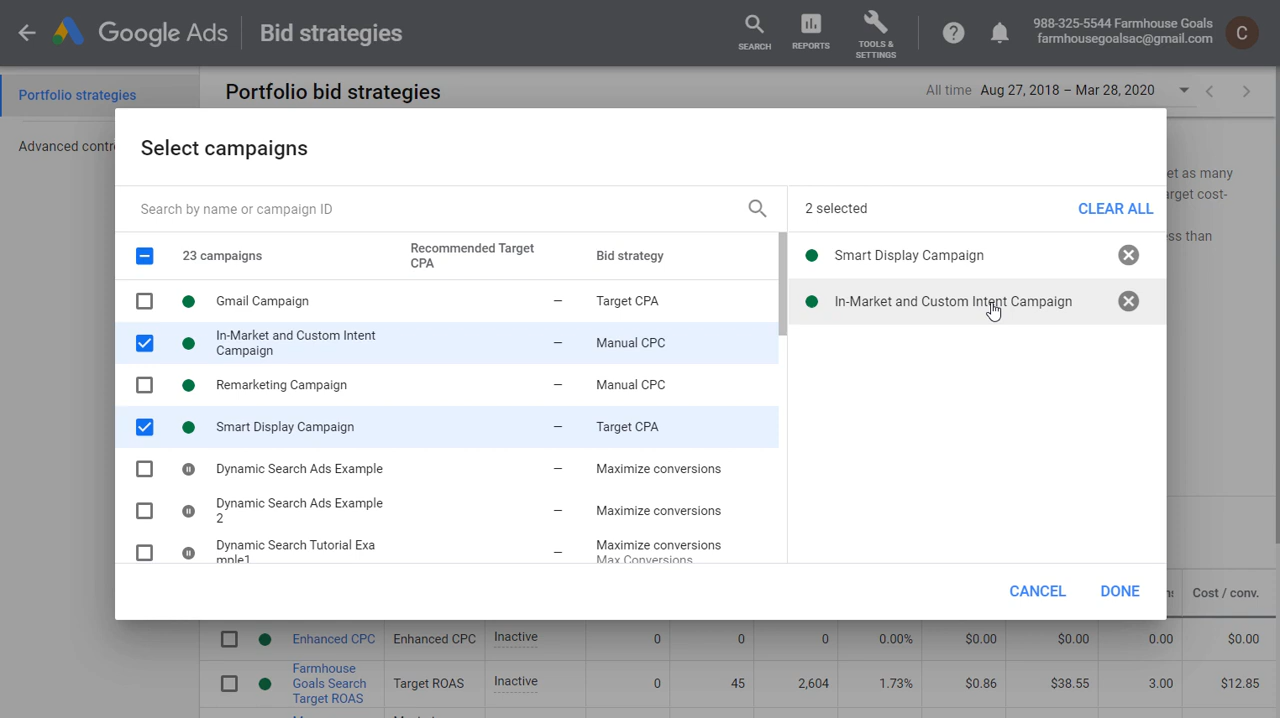 Google Ads
Bid strategies
SEARCH
REPORTS
TOOLS &
SETTINGS
988-325-5544 Farmhouse Goals
farmhousegoalsac@gmail.com
C
Portfolio strategies
Portfolio bid strategies
All time Aug 27, 2018 – Mar 28, 2020
Advanced contr
et as many
arget cost-
ess than
Select campaigns
Search by name or campaign ID
2 selected
CLEAR ALL
23 campaigns
Recommended Target
CPA
Bid strategy
Smart Display Campaign
In-Market and Custom Intent Campaign
Gmail Campaign – Target CPA
In-Market and Custom Intent
Campaign
– Manual CPC
Remarketing Campaign – Manual CPC
Smart Display Campaign – Target CPA
Dynamic Search Ads Example – Maximize conversions
Dynamic Search Ads Example
2
– Maximize conversions
Dynamic Search Tutorial Exa
mple1
– Maximize conversions
Max Conversions
CANCEL
DONE
Cost / conv.
Enhanced CPC Enhanced CPC Inactive 0 0 0 0.00% $0.00 $0.00 0.00 $0.00
Farmhouse
Goals Search
Target ROAS
Target ROAS Inactive 0 45 2,604 1.73% $0.86 $38.55 3.00 $12.85